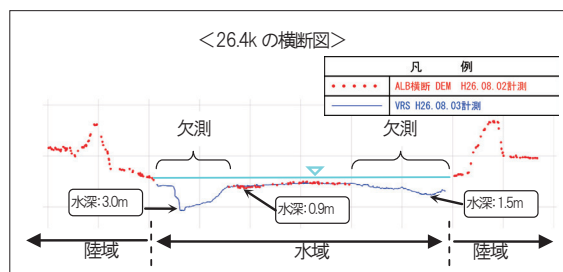 ＜26.4k の横断図＞
凡 例
ALB横断 DEM H26.08.02計測
VRS H26.08.03計測
欠測
欠測
水深：3.0m
水深：0.9m
水深：1.5m
陸域
水域
陸域